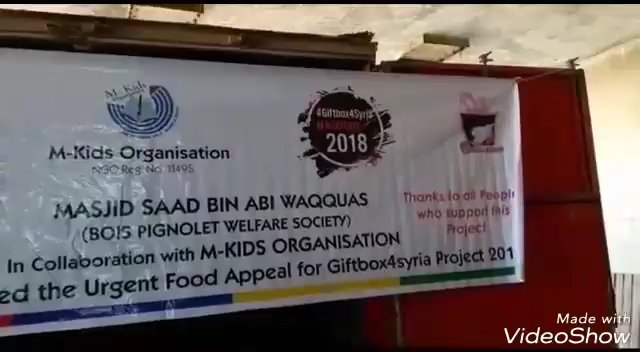 M-Kids
M-Kids Organisation
NGO Reg. No. 11495
#Giftbox4Syria
2018
MASJID SAAD BIN ABI WAQQUAS
(BOIS PIGNOLET WELFARE SOCIETY)
In Collaboration with M-KIDS ORGANISATION
ed the Urgent Food Appeal for Giftbox4syria Project 201
Thanks to all People
who support this
Project
Made with
VideoShow